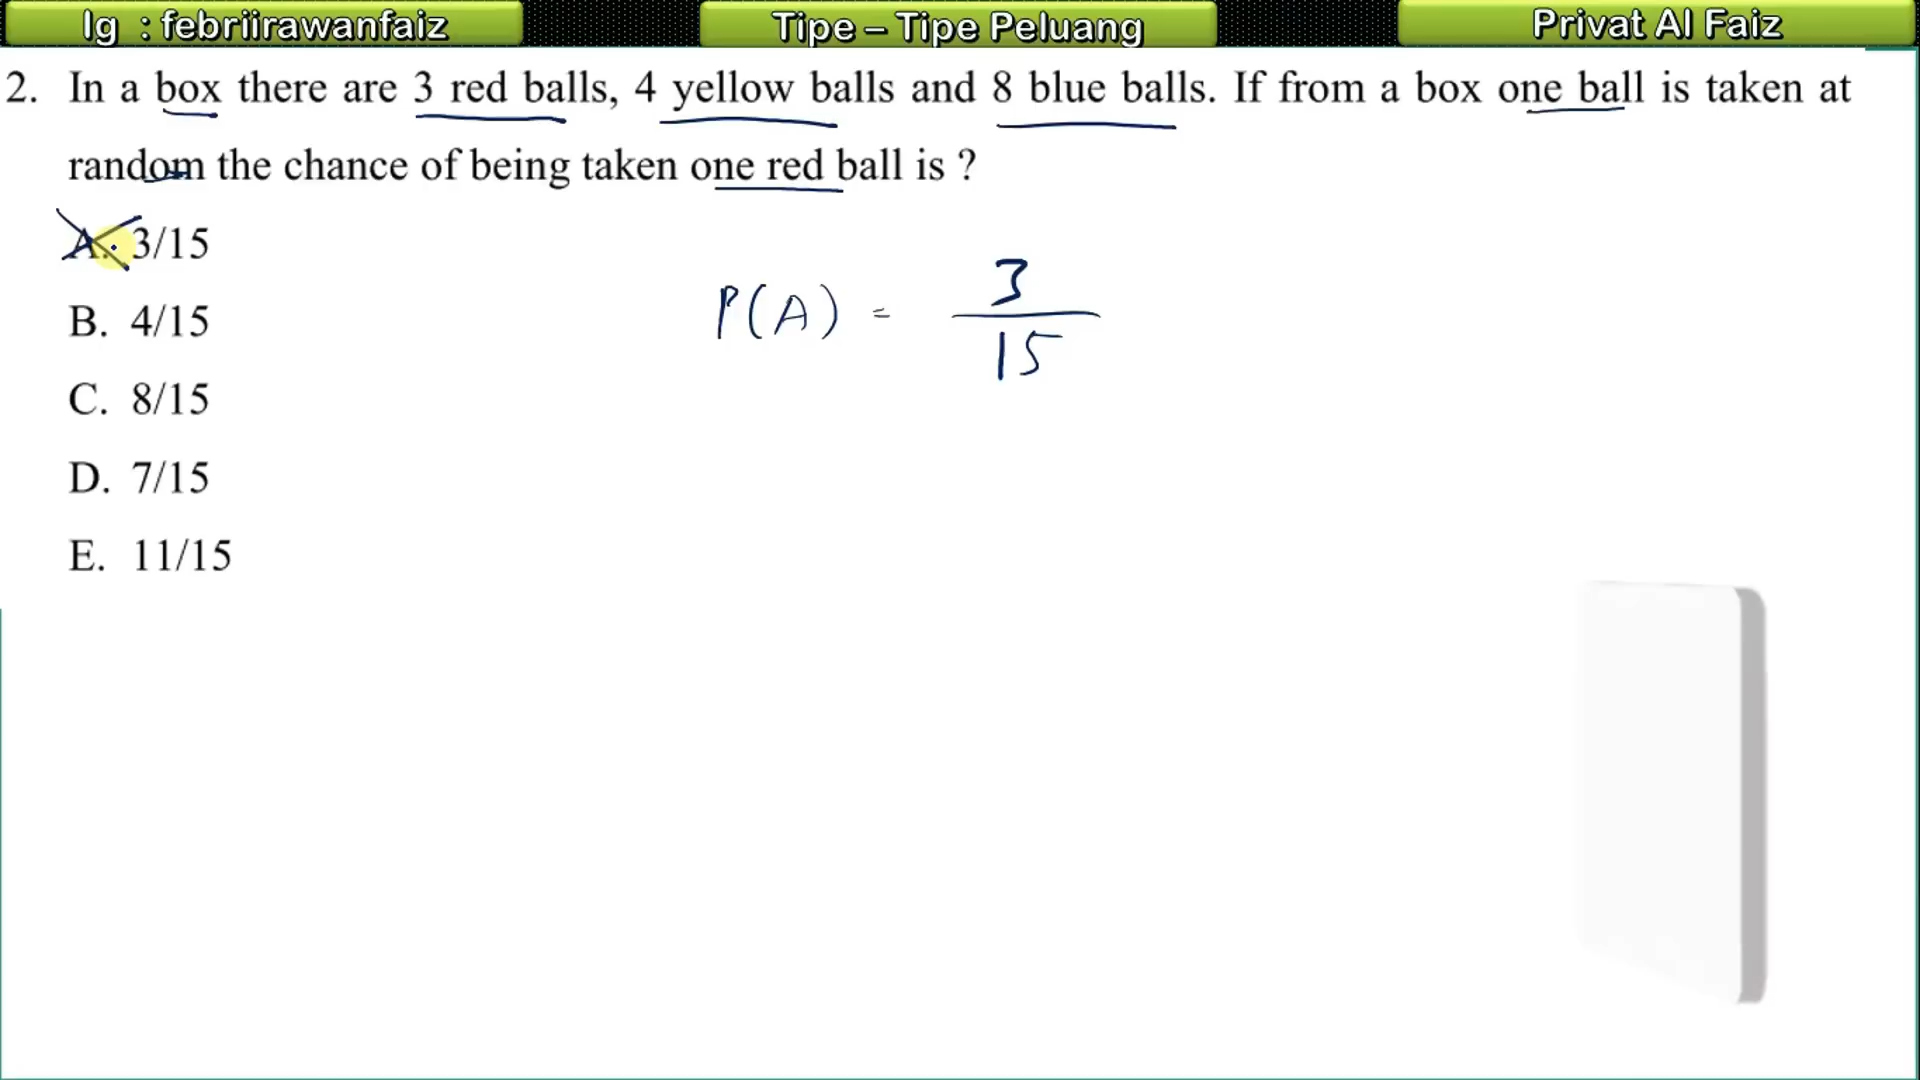 Ig : febriirawanfaiz
Tipe – Tipe Peluang
Privat Al Faiz
2. In a box there are 3 red balls, 4 yellow balls and 8 blue balls. If from a box one ball is taken at
random the chance of being taken one red ball is ?
A. 3/15
B. 4/15
C. 8/15
D. 7/15
E. 11/15
P(A) = 3
15